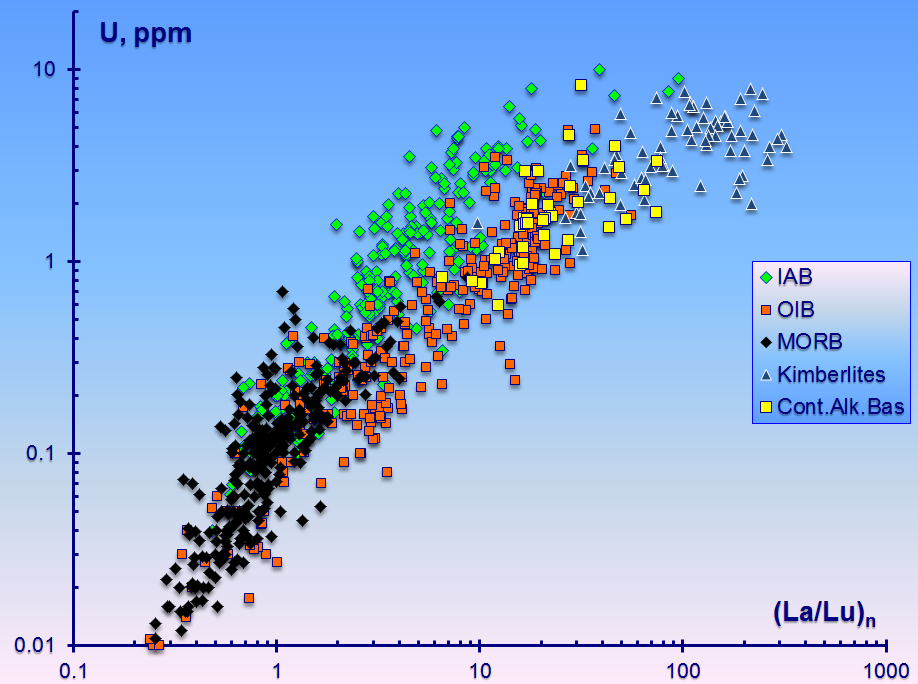 U, ppm
10
1
0.1
0.01
IAB
OIB
MORB
Kimberlites
Cont.Alk.Bas
(La/Lu)n
0.1 1 10 100 1000